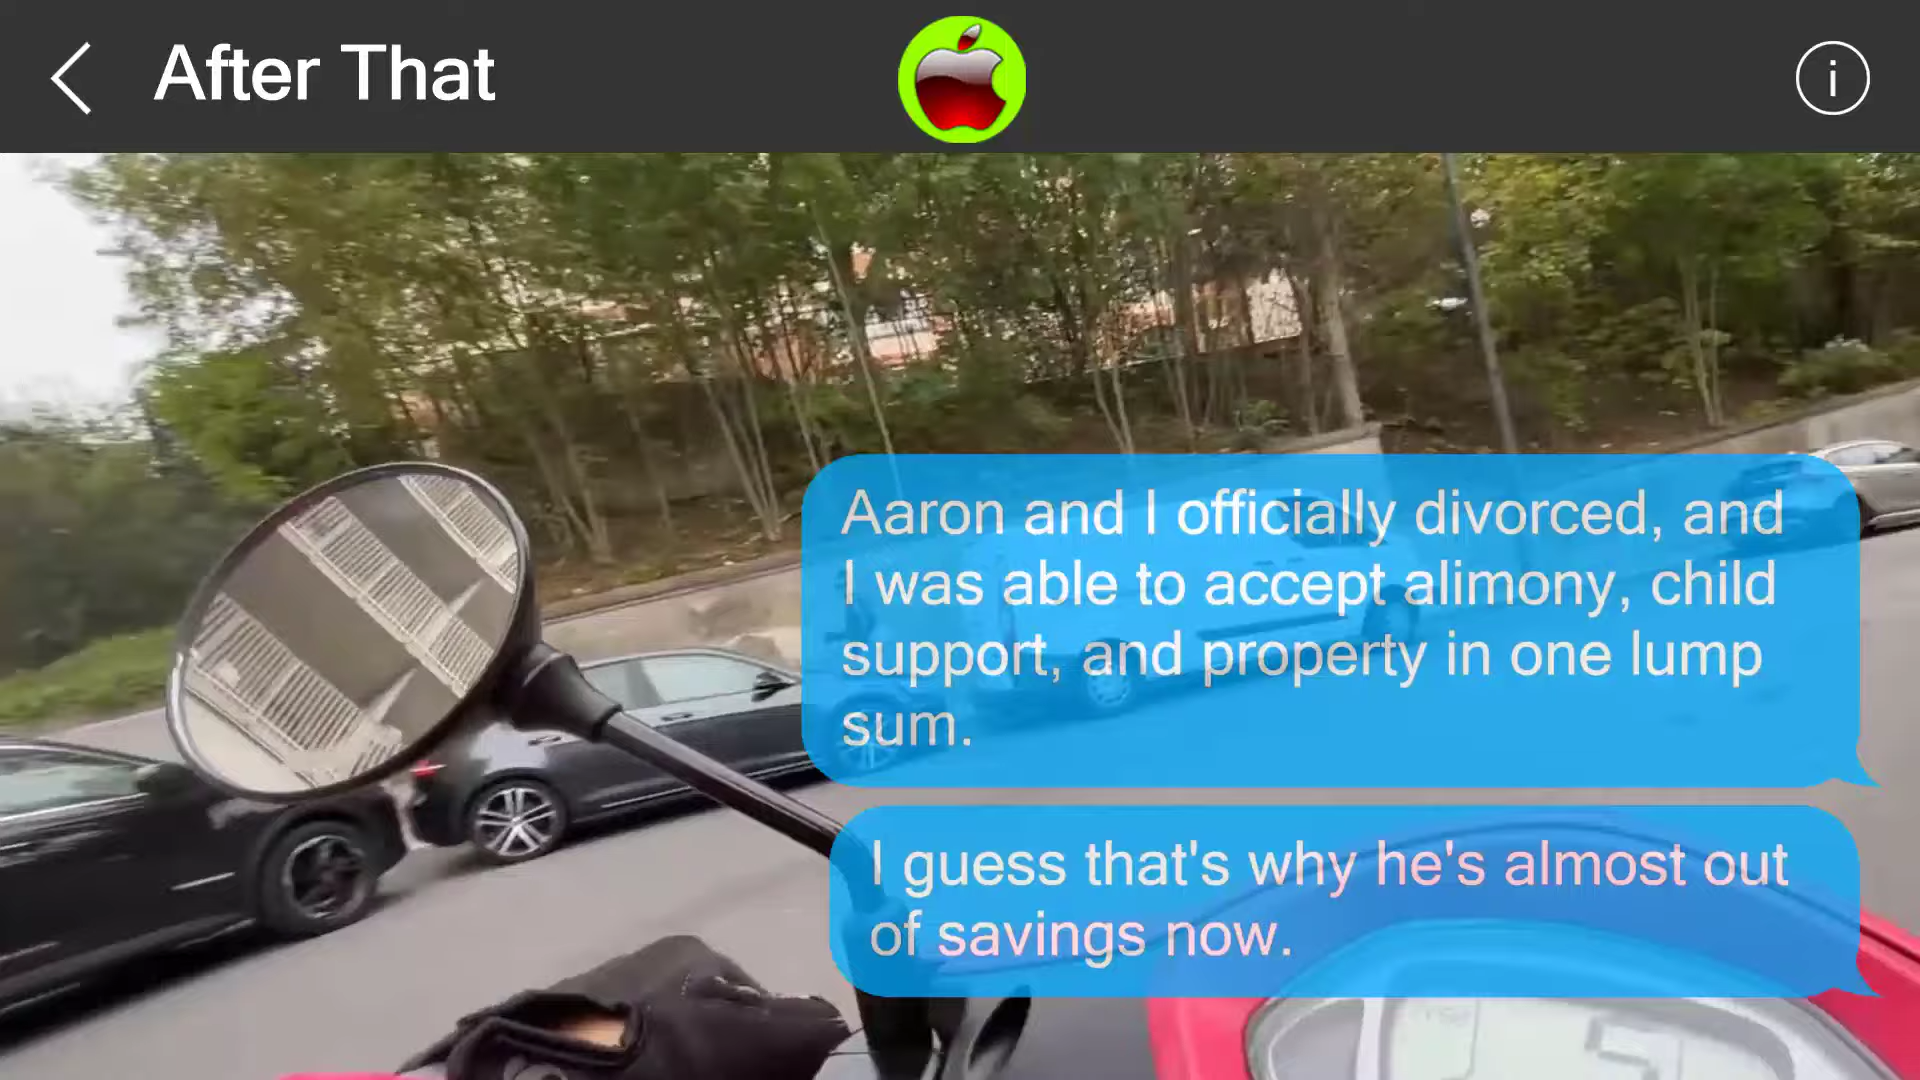 After That
Aaron and I officially divorced, and
I was able to accept alimony, child
support, and property in one lump
sum.
I guess that's why he's almost out
of savings now.